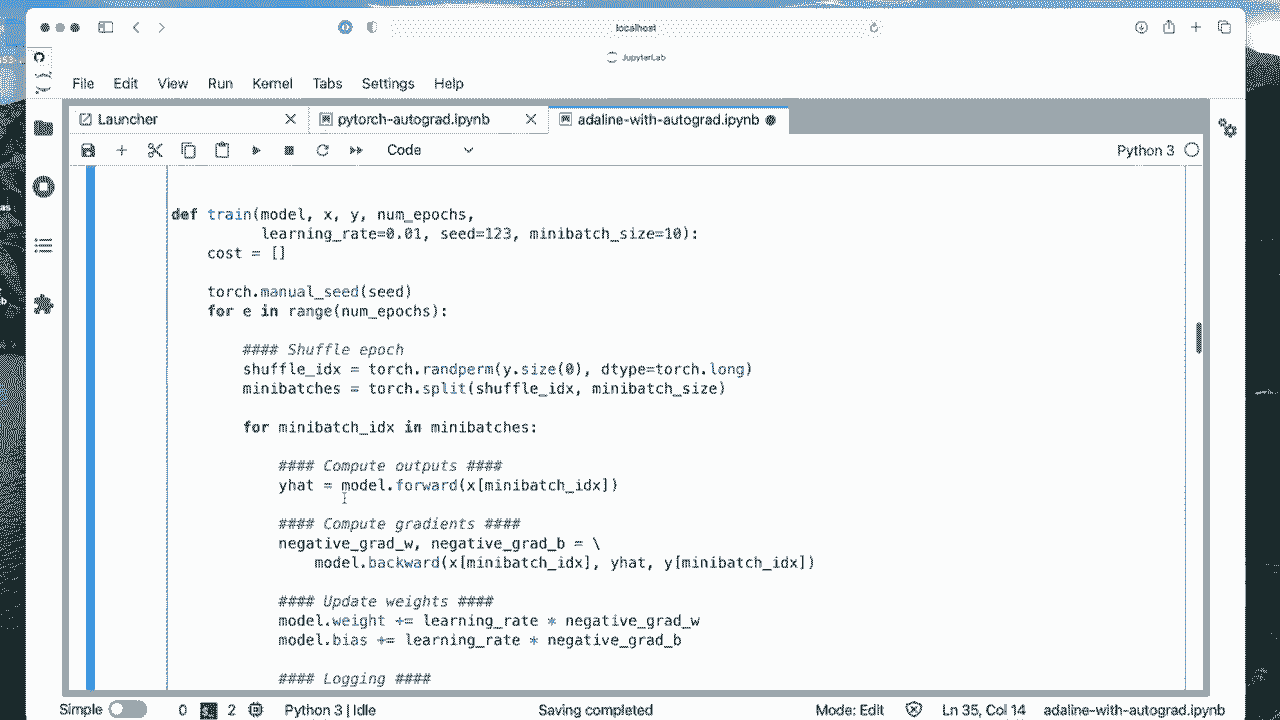 localhost
JupyterLab
File Edit View Run Kernel Tabs Settings Help
Launcher pytorch-autograd.ipynb adaline-with-autograd.ipynb
Code Python 3
def train(model, x, y, num_epochs,
learning_rate=0.01, seed=123, minibatch_size=10):
cost = []
torch.manual_seed(seed)
for e in range(num_epochs):
#### Shuffle epoch
shuffle_idx = torch.randperm(y.size(0), dtype=torch.long)
minibatches = torch.split(shuffle_idx, minibatch_size)
for minibatch_idx in minibatches:
#### Compute outputs ####
yhat = model.forward(x[minibatch_idx])
#### Compute gradients ####
negative_grad_w, negative_grad_b = \
model.backward(x[minibatch_idx], yhat, y[minibatch_idx])
#### Update weights ####
model.weight += learning_rate * negative_grad_w
model.bias += learning_rate * negative_grad_b
#### Logging ####
Simple 0 2 Python 3 | Idle Saving completed Mode: Edit Ln 35, Col 14 adaline-with-autograd.ipynb